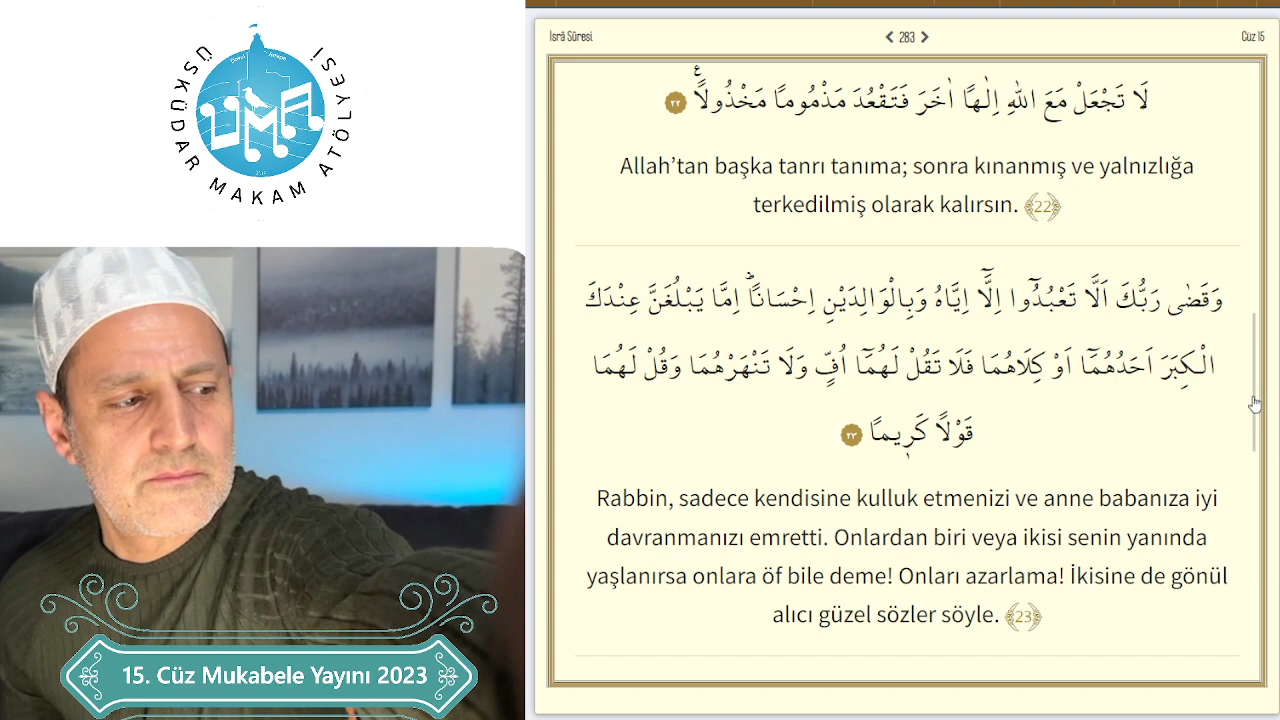 ÜSKÜDAR MAKAM ATÖLYESİ
15. Cüz Mukabele Yayını 2023
İsrâ Sûresi
283
Cüz 15
لَا تَجْعَلْ مَعَ اللّٰهِ اِلٰهًا اٰخَرَ فَتَقْعُدَ مَذْمُومًا مَخْذُولًاۚ ﴿٢٢﴾
Allah’tan başka tanrı tanıma; sonra kınanmış ve yalnızlığa
terkedilmiş olarak kalırsın. ﴾22﴿
وَقَضٰى رَبُّكَ اَلَّا تَعْبُدُٓوا اِلَّٓا اِيَّاهُ وَبِالْوَالِدَيْنِ اِحْسَانًاۜ اِمَّا يَبْلُغَنَّ عِنْدَكَ
الْكِبَرَ اَحَدُهُمَٓا اَوْ كِلَاهُمَا فَلَا تَقُلْ لَهُمَٓا اُفٍّ وَلَا تَنْهَرْهُمَا وَقُلْ لَهُمَا
قَوْلًا كَرٖيمًا ﴿٢٣﴾
Rabbin, sadece kendisine kulluk etmenizi ve anne babanıza iyi
davranmanızı emretti. Onlardan biri veya ikisi senin yanında
yaşlanırsa onlara öf bile deme! Onları azarlama! İkisine de gönül
alıcı güzel sözler söyle. ﴾23﴿